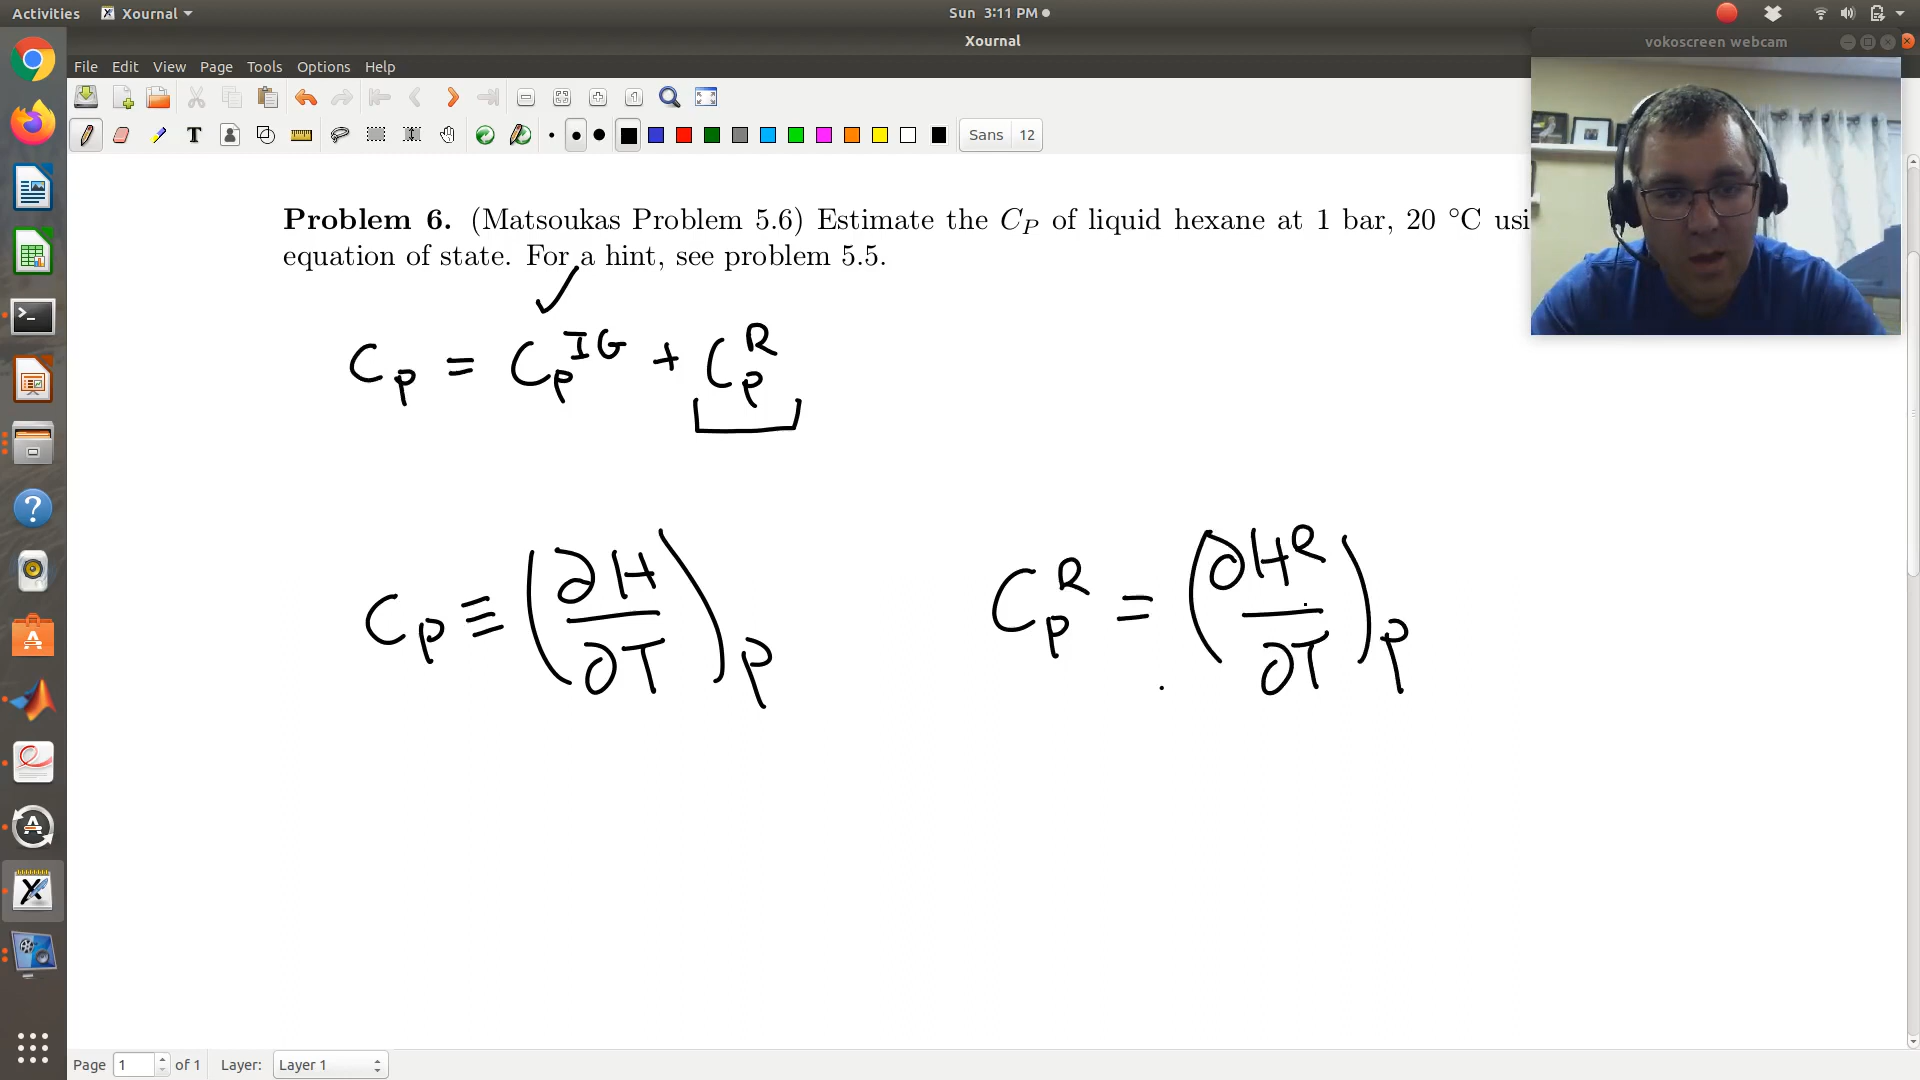 Activities Xournal Sun 3:11 PM
Xournal
vokoscreen webcam
File Edit View Page Tools Options Help
Sans 12
Problem 6. (Matsoukas Problem 5.6) Estimate the C_P of liquid hexane at 1 bar, 20 °C usi
equation of state. For a hint, see problem 5.5.
✓
C_p = C_p^{IG} + C_p^R
C_p ≡ (∂H/∂T)_P C_p^R = (∂H^R/∂T)_P
Page 1 of 1 Layer: Layer 1